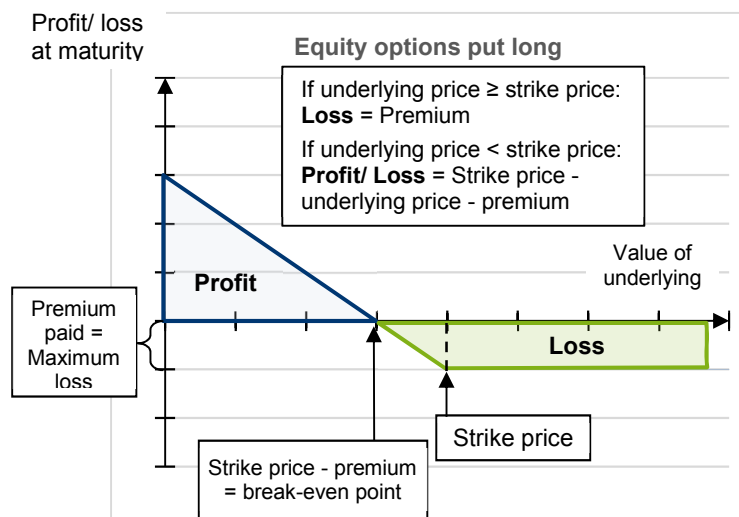 Profit/ loss
at maturity
Equity options put long
If underlying price ≥ strike price:
Loss = Premium
If underlying price < strike price:
Profit/ Loss = Strike price -
underlying price - premium
Value of
underlying
Profit
Premium
paid =
Maximum
loss
Loss
Strike price
Strike price - premium
= break-even point